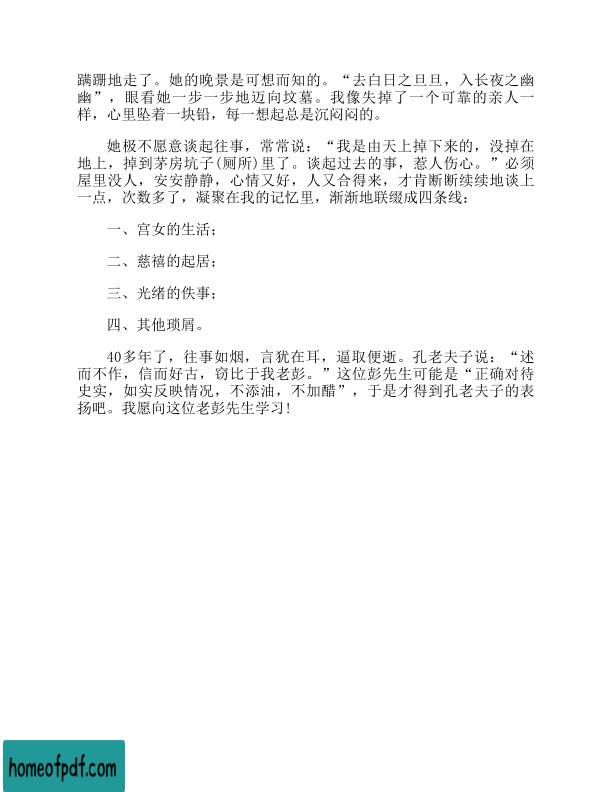 蹒跚地走了。她的晚景是可想而知的。“去白日之旦旦，入长夜之幽
幽”，眼看她一步一步地迈向坟墓。我像失掉了一个可靠的亲人一
样，心里坠着一块铅，每一想起总是沉闷闷的。
她极不愿意谈起往事，常常说：“我是由天上掉下来的，没掉在
地上，掉到茅房坑子(厕所)里了。谈起过去的事，惹人伤心。”必须
屋里没人，安安静静，心情又好，人又合得来，才肯断断续续地谈上
一点，次数多了，凝聚在我的记忆里，渐渐地联缀成四条线：
一、宫女的生活；
二、慈禧的起居；
三、光绪的佚事；
四、其他琐屑。
40多年了，往事如烟，言犹在耳，逼取便逝。孔老夫子说：“述
而不作，信而好古，窃比于我老彭。”这位彭先生可能是“正确对待
史实，如实反映情况，不添油，不加醋”，于是才得到孔老夫子的表
扬吧。我愿向这位老彭先生学习！
homeofpdf.com